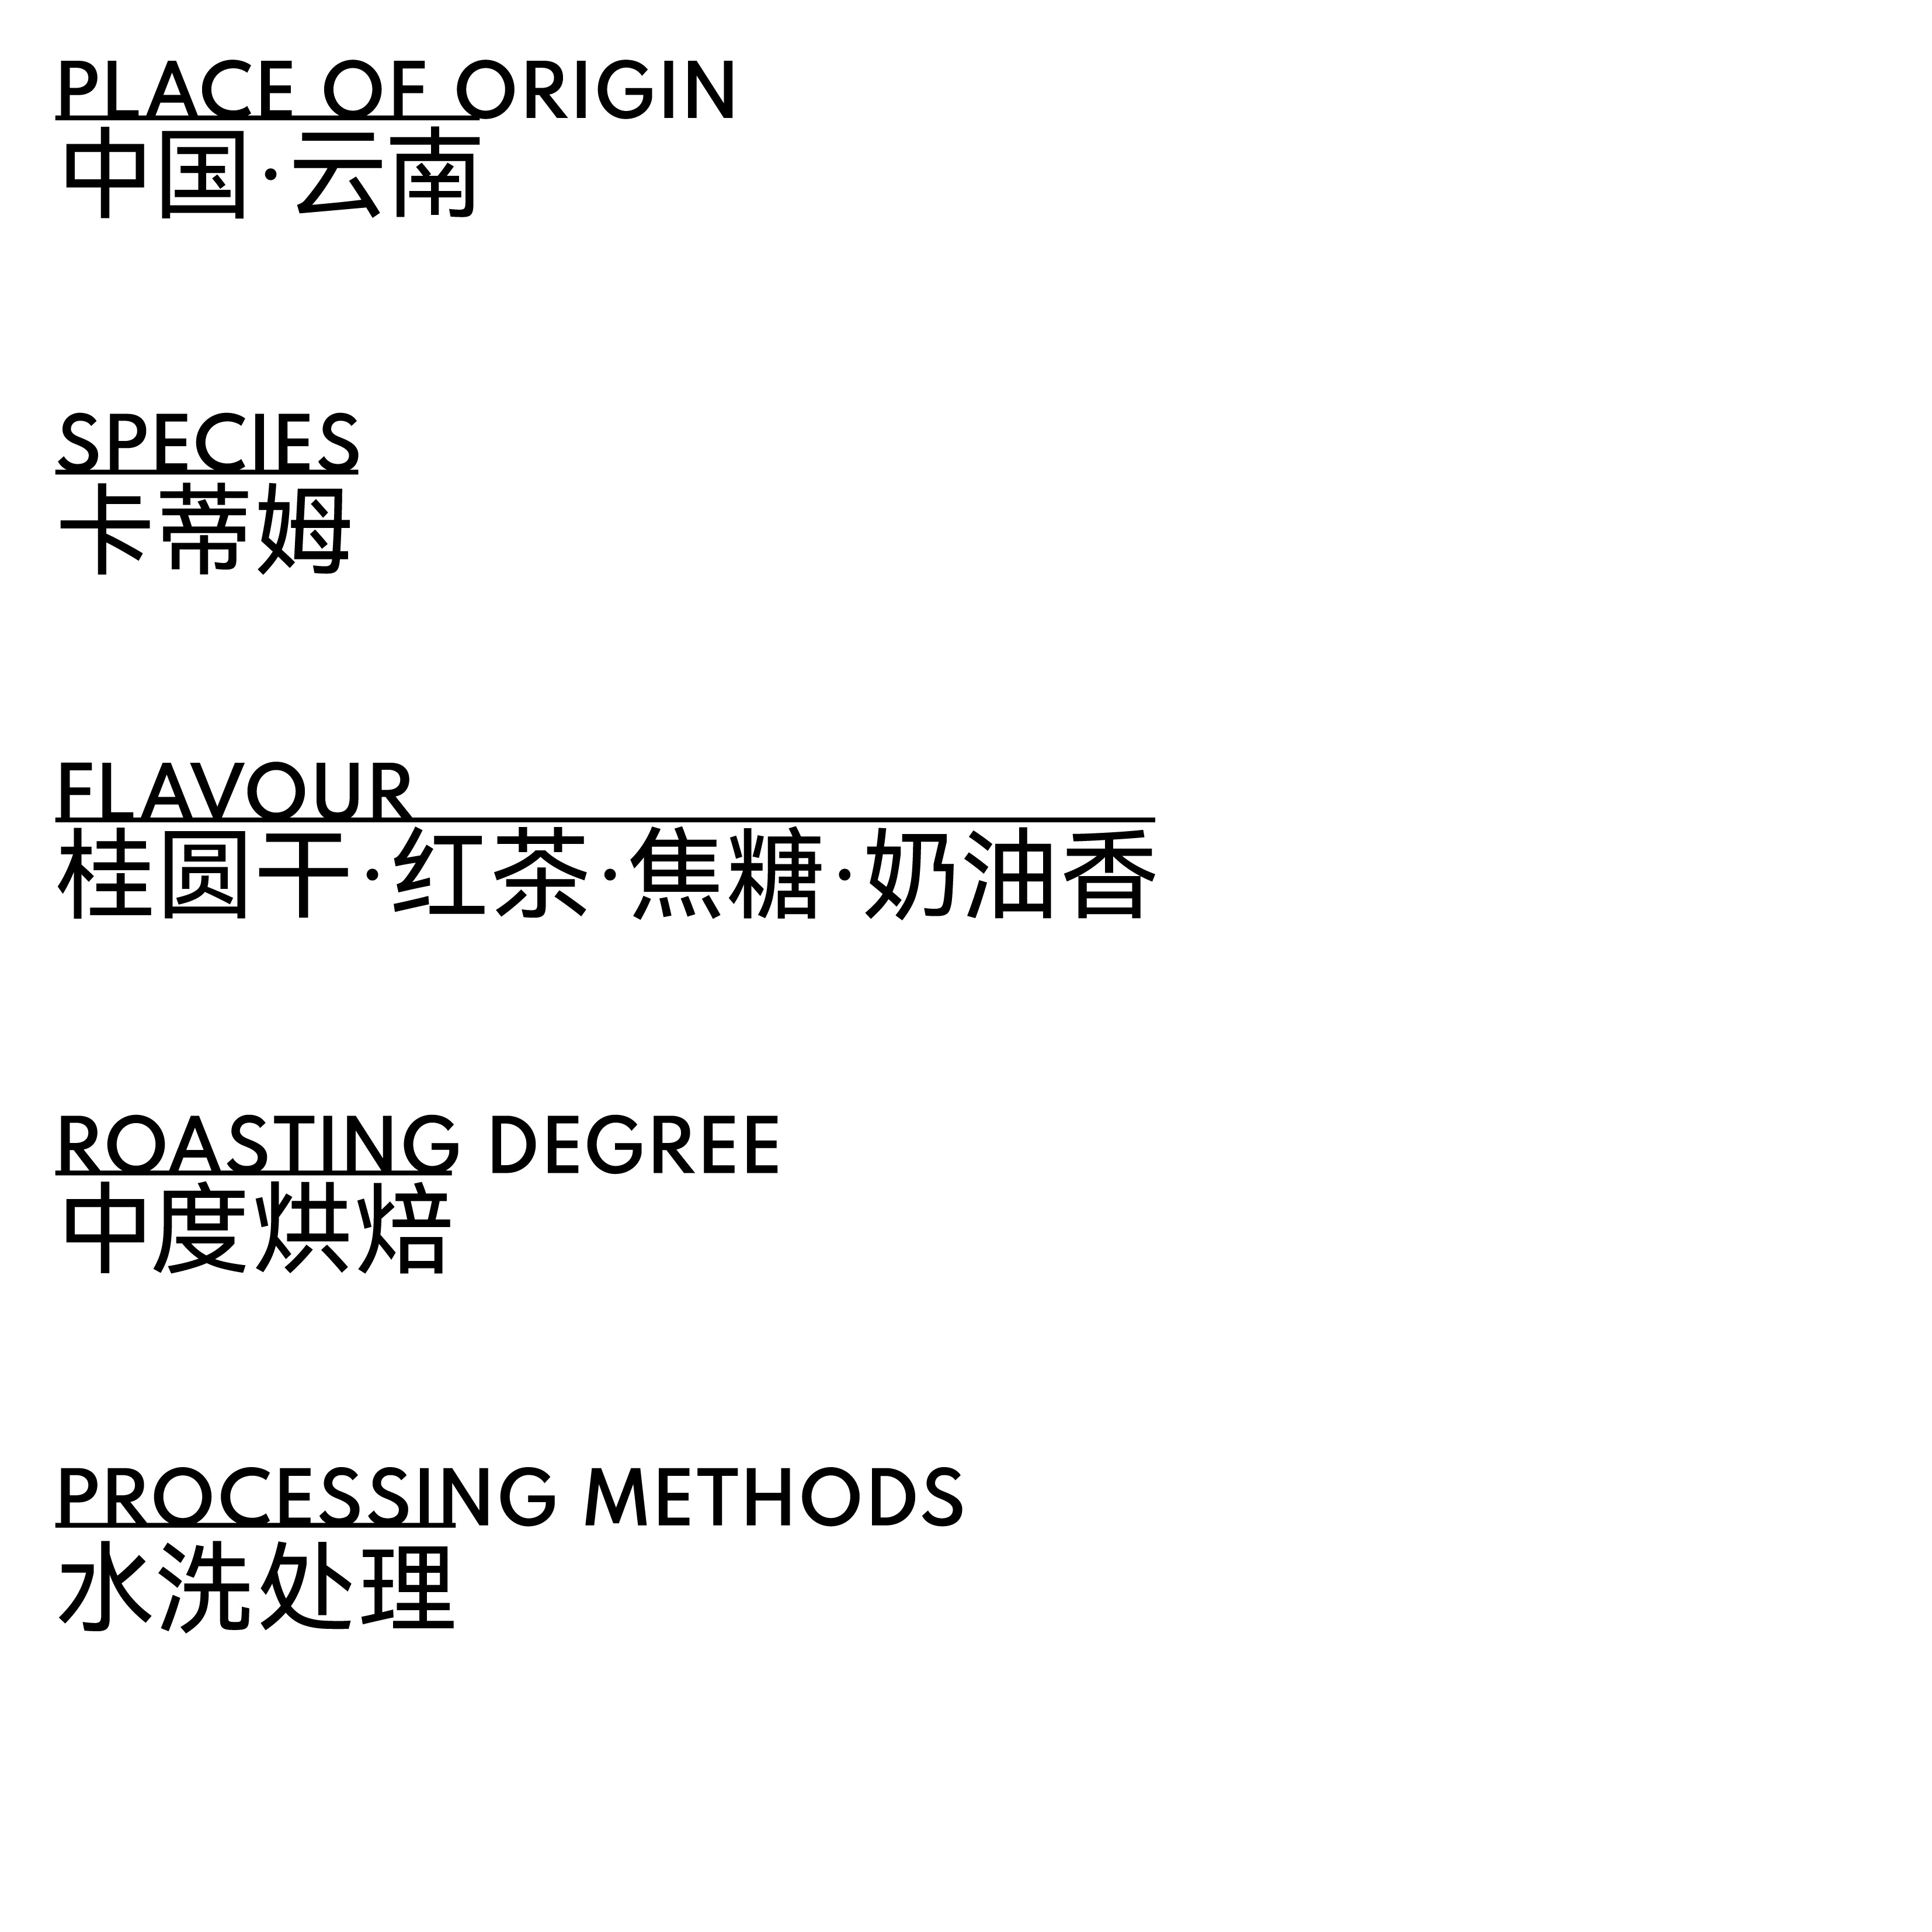 PLACE OF ORIGIN
中国·云南
SPECIES
卡蒂姆
FLAVOUR
桂圆干·红茶·焦糖·奶油香
ROASTING DEGREE
中度烘焙
PROCESSING METHODS
水洗处理